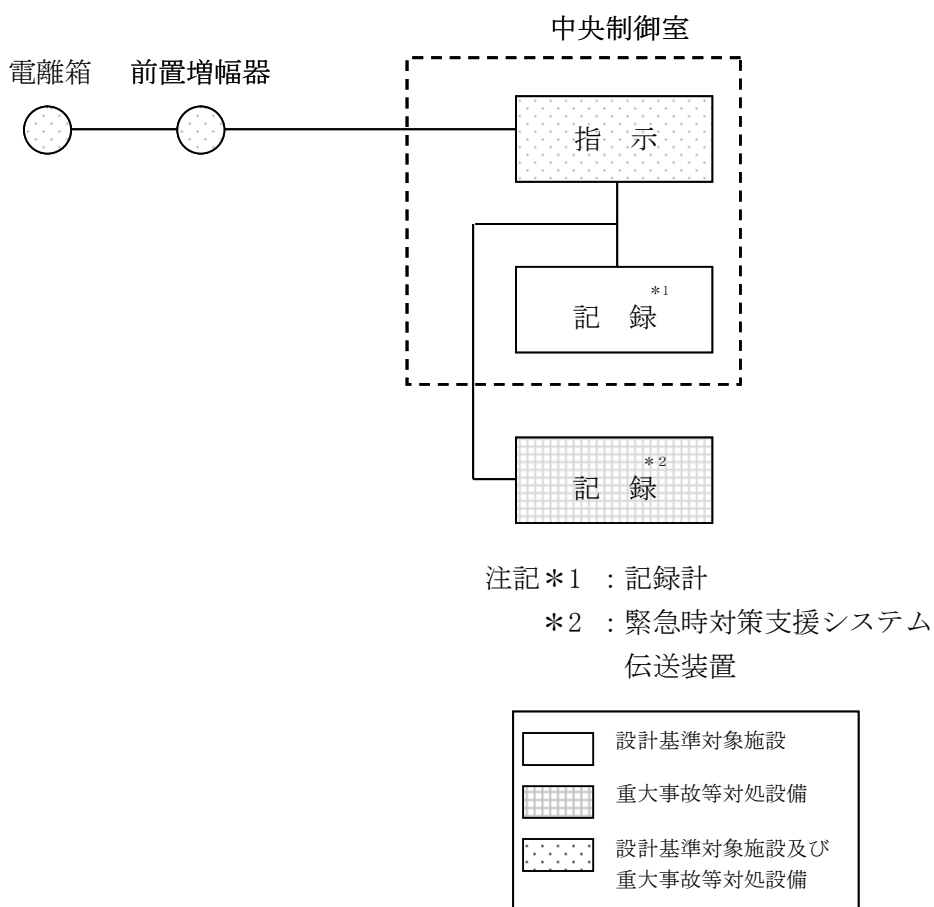 中央制御室
電離箱
前置増幅器
指 示
記 録*1
記 録*2
注記*1 :記録計
*2 :緊急時対策支援システム
伝送装置
設計基準対象施設
重大事故等対処設備
設計基準対象施設及び
重大事故等対処設備